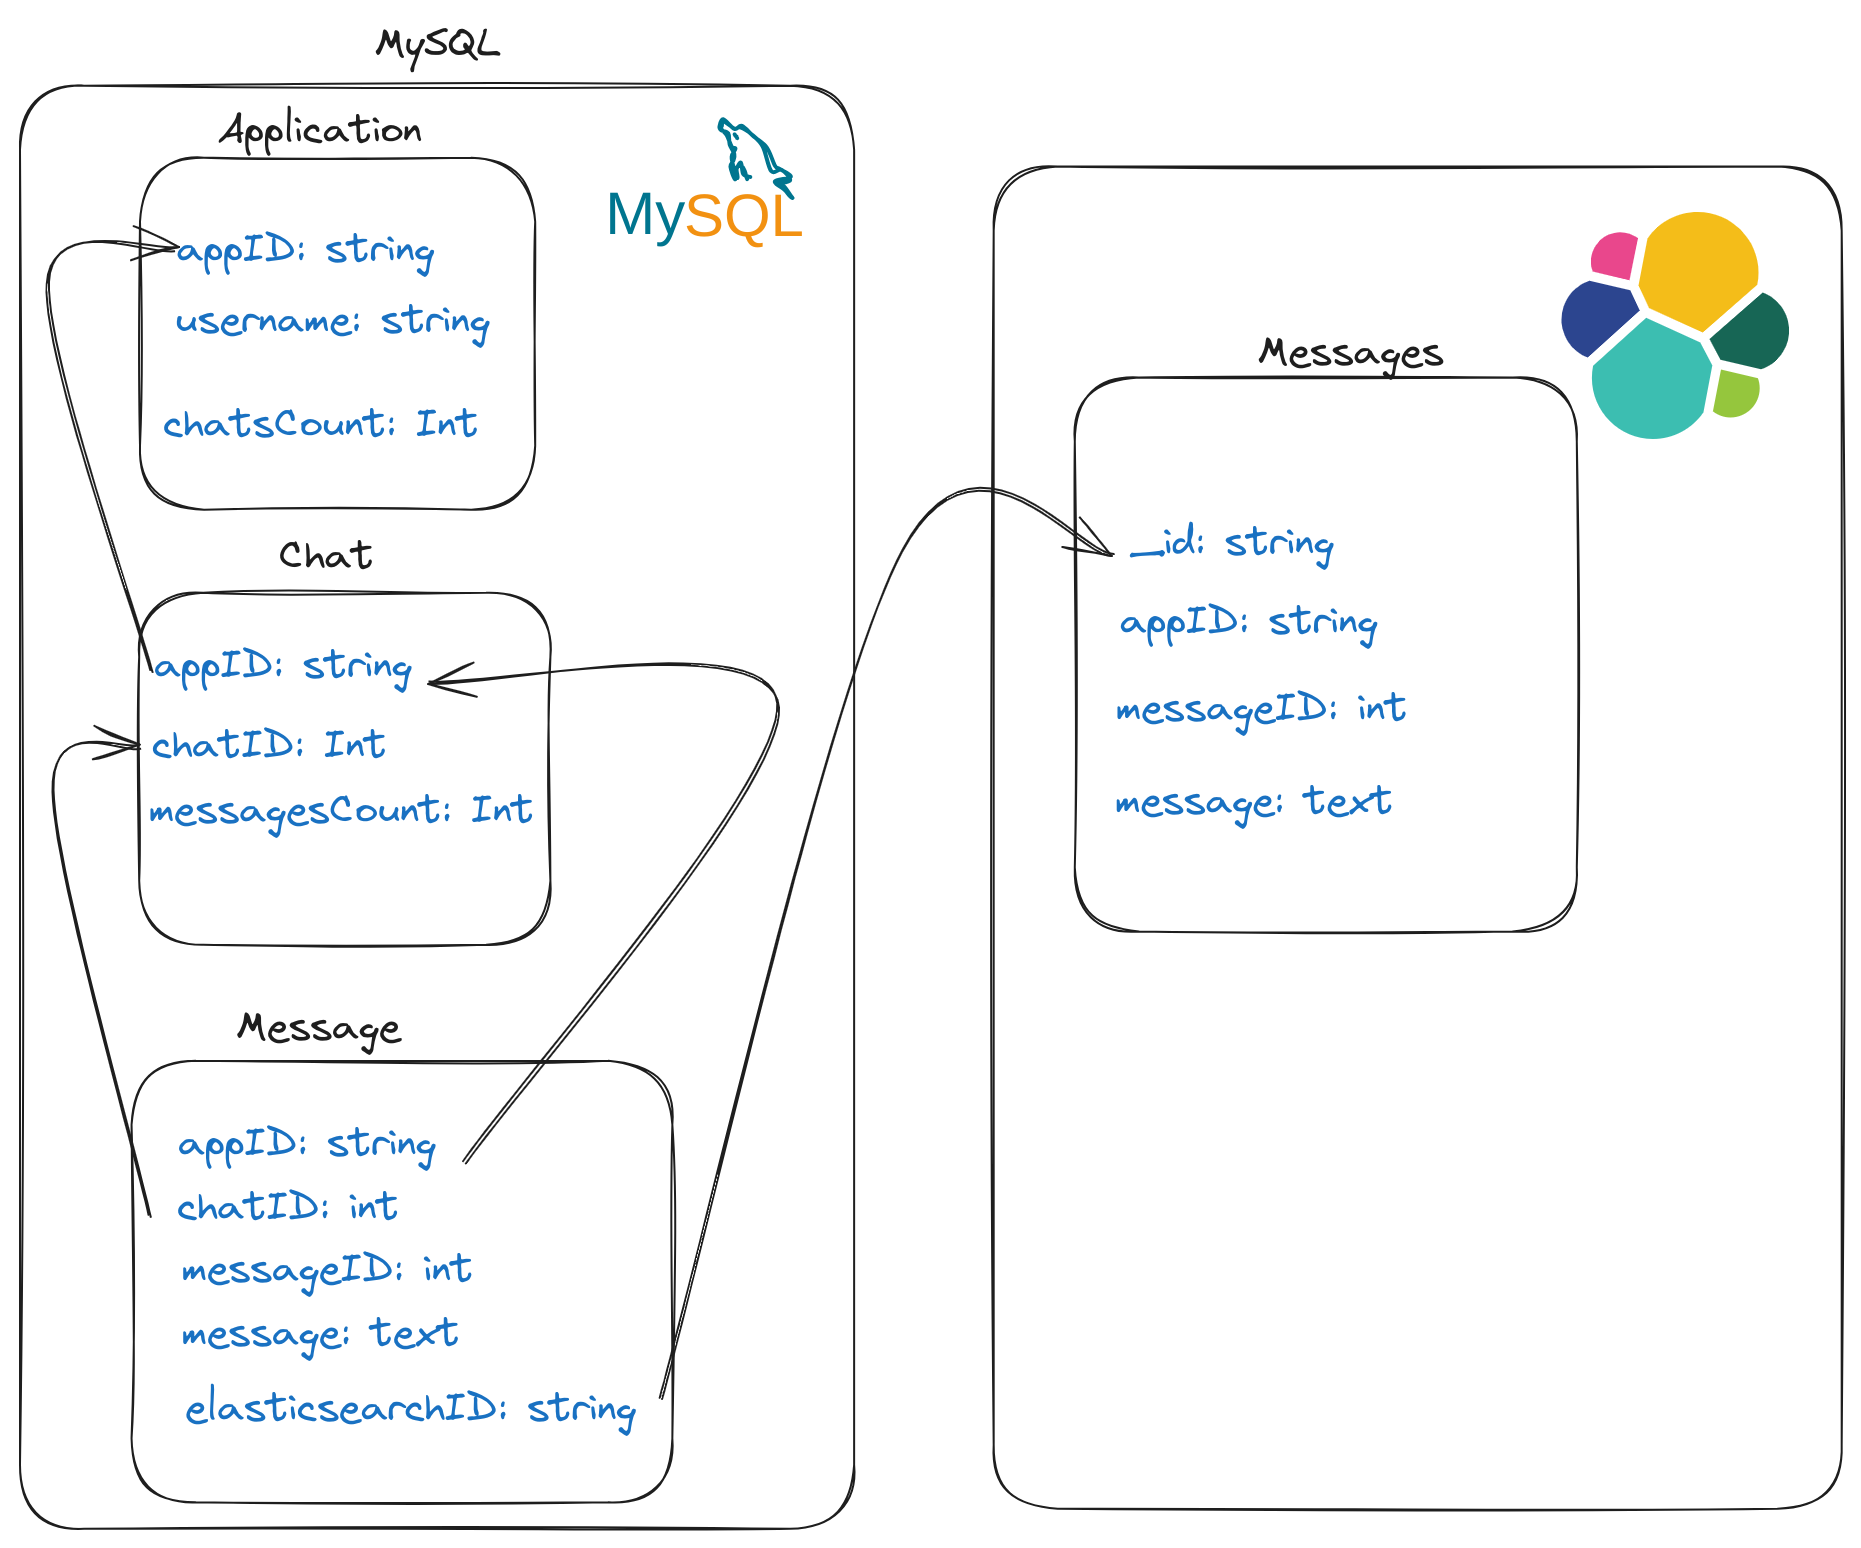 MySQL
Application
MySQL
appID: string
username: string
chatsCount: Int
Chat
appID: string
chatID: Int
messagesCount: Int
Message
appID: string
chatID: int
messageID: int
message: text
elasticsearchID: string
Messages
_id: string
appID: string
messageID: int
message: text